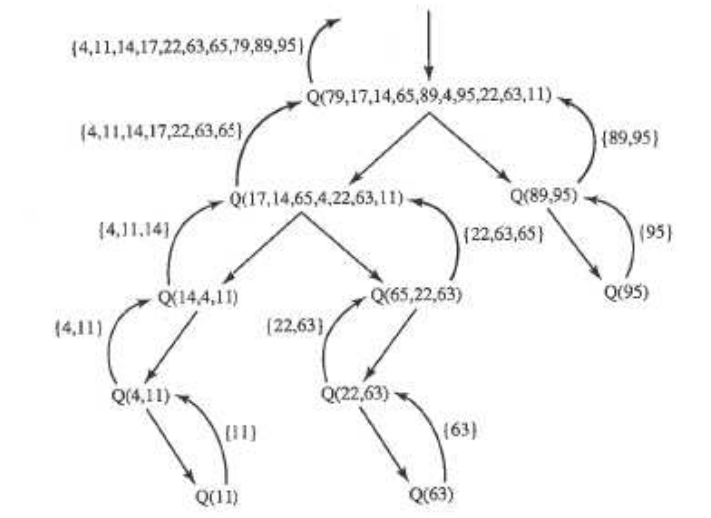 {4,11,14,17,22,63,65,79,89,95}
Q(79,17,14,65,89,4,95,22,63,11)
{4,11,14,17,22,63,65}
{89,95}
Q(17,14,65,4,22,63,11)
Q(89,95)
{4,11,14}
{22,63,65}
{95}
Q(14,4,11)
Q(65,22,63)
Q(95)
{4,11}
{22,63}
Q(4,11)
Q(22,63)
{11}
{63}
Q(11)
Q(63)